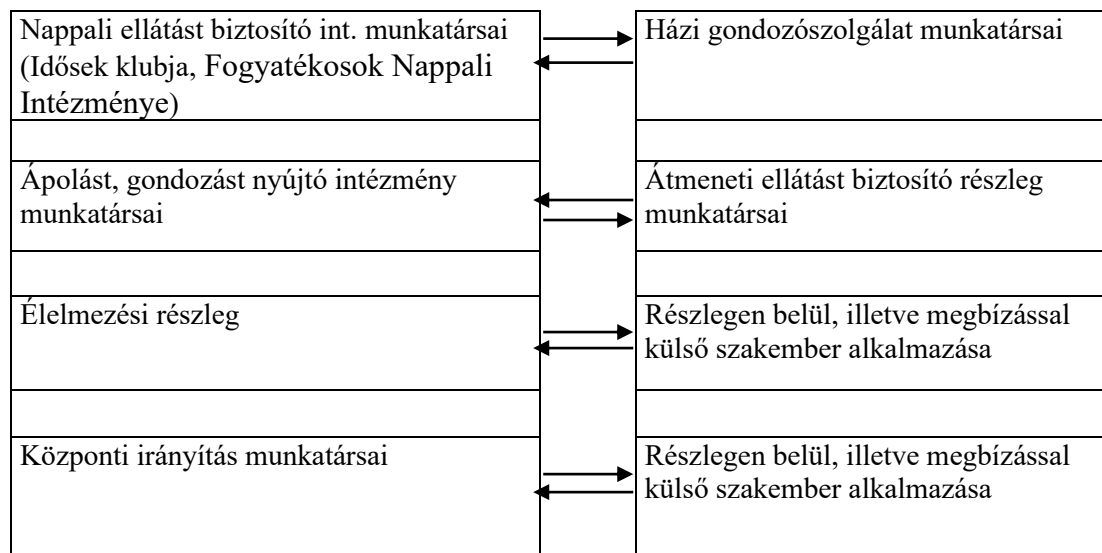 Nappali ellátást biztosító int. munkatársai
(Idősek klubja, Fogyatékosok Nappali
Intézménye)
Házi gondozószolgálat munkatársai
Ápolást, gondozást nyújtó intézmény
munkatársai
Átmeneti ellátást biztosító részleg
munkatársai
Élelmezési részleg
Részlegen belül, illetve megbízással
külső szakember alkalmazása
Központi irányítás munkatársai
Részlegen belül, illetve megbízással
külső szakember alkalmazása